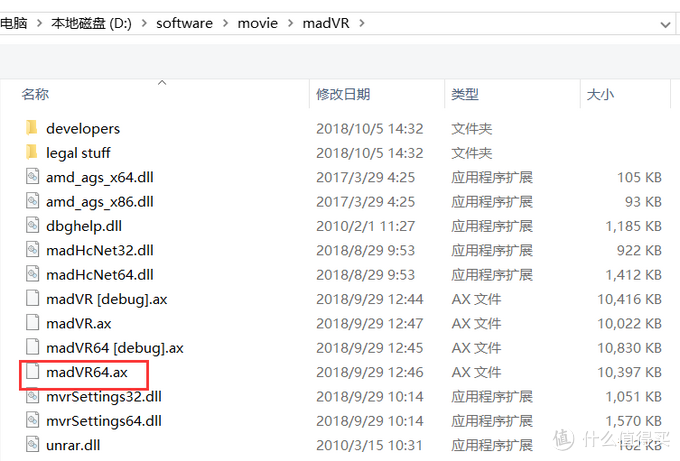 电脑 > 本地磁盘 (D:) > software > movie > madVR >
名称 修改日期 类型 大小
developers 2018/10/5 14:32 文件夹
legal stuff 2018/10/5 14:32 文件夹
amd_ags_x64.dll 2017/3/29 4:25 应用程序扩展 105 KB
amd_ags_x86.dll 2017/3/29 4:25 应用程序扩展 93 KB
dbghelp.dll 2010/2/1 11:27 应用程序扩展 1,185 KB
madHcNet32.dll 2018/8/29 9:53 应用程序扩展 922 KB
madHcNet64.dll 2018/8/29 9:53 应用程序扩展 1,412 KB
madVR [debug].ax 2018/9/29 12:44 AX 文件 10,416 KB
madVR.ax 2018/9/29 12:47 AX 文件 10,022 KB
madVR64 [debug].ax 2018/9/29 12:45 AX 文件 10,830 KB
madVR64.ax 2018/9/29 12:46 AX 文件 10,397 KB
mvrSettings32.dll 2018/9/29 10:14 应用程序扩展 1,051 KB
mvrSettings64.dll 2018/9/29 10:14 应用程序扩展 1,570 KB
unrar.dll 2010/3/15 10:31 应用程序扩展 162 KB
值 什么值得买